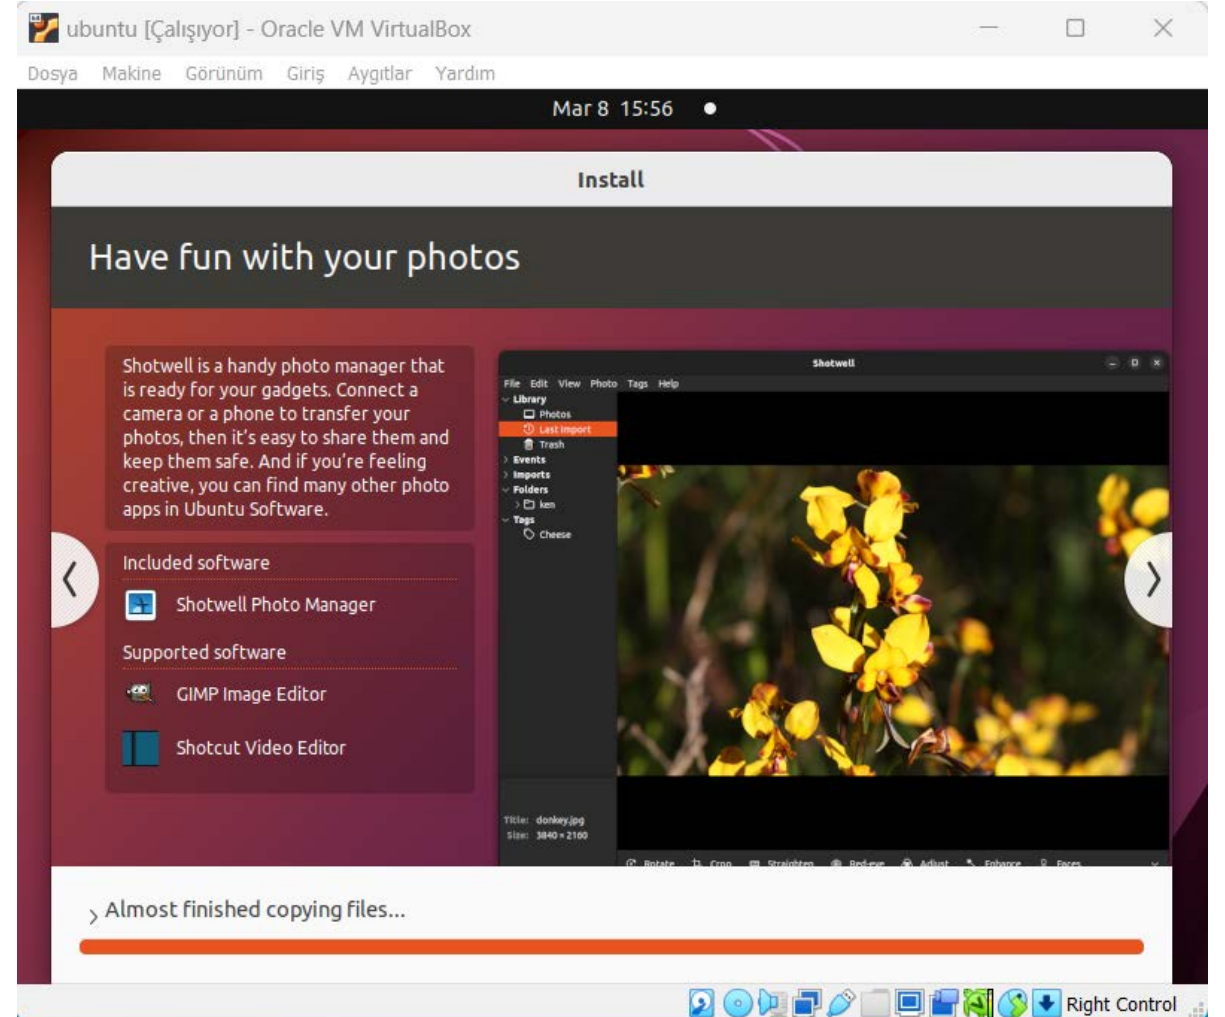 ubuntu [Çalışıyor] - Oracle VM VirtualBox
Dosya Makine Görünüm Giriş Aygıtlar Yardım
Mar 8 15:56
Install
Have fun with your photos
Shotwell is a handy photo manager that
is ready for your gadgets. Connect a
camera or a phone to transfer your
photos, then it's easy to share them and
keep them safe. And if you're feeling
creative, you can find many other photo
apps in Ubuntu Software.
Included software
Shotwell Photo Manager
Supported software
GIMP Image Editor
Shotcut Video Editor
Shotwell
File Edit View Photo Tags Help
Library
Photos
Last Import
Trash
Events
Imports
Folders
ken
Tags
Cheese
Title: donkey.jpg
Size: 3840 × 2160
Rotate Crop Straighten Red-eye Adjust Enhance Faces
Almost finished copying files...
Right Control